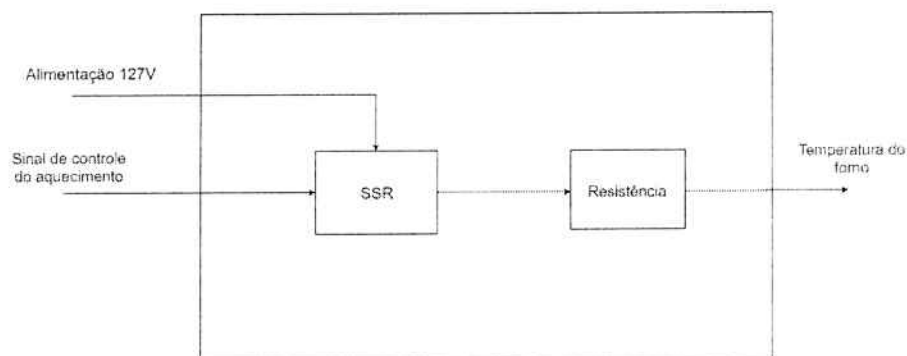 Alimentação 127V
Sinal de controle
do aquecimento
SSR
Resistência
Temperatura do
forno